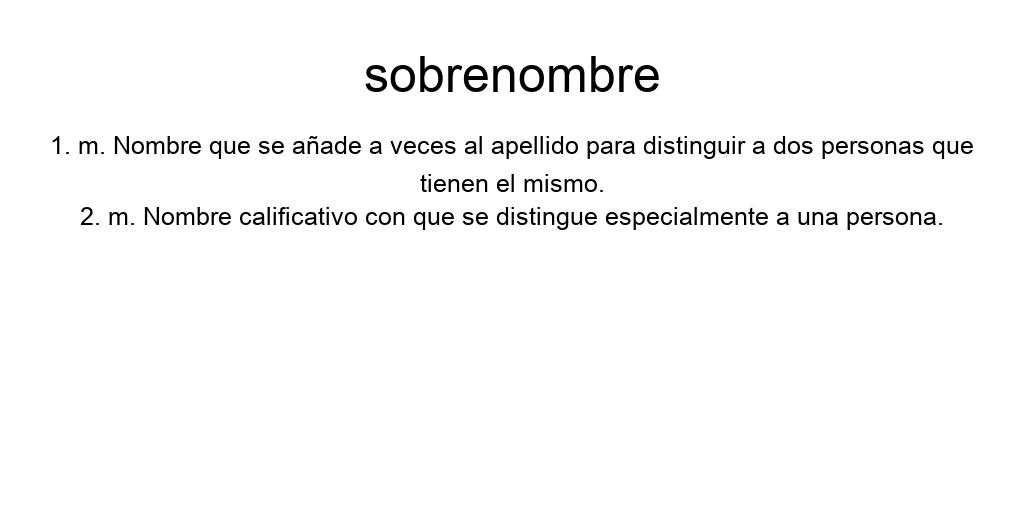 sobrenombre
1. m. Nombre que se añade a veces al apellido para distinguir a dos personas que
tienen el mismo.
2. m. Nombre calificativo con que se distingue especialmente a una persona.